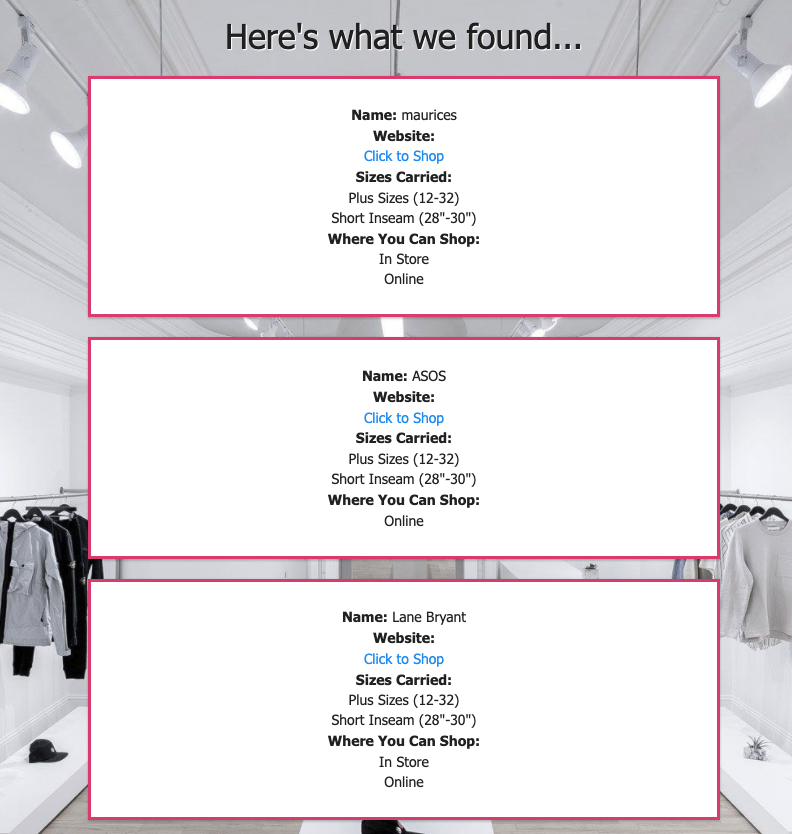 Here's what we found...
Name: maurices
Website:
Click to Shop
Sizes Carried:
Plus Sizes (12-32)
Short Inseam (28"-30")
Where You Can Shop:
In Store
Online
Name: ASOS
Website:
Click to Shop
Sizes Carried:
Plus Sizes (12-32)
Short Inseam (28"-30")
Where You Can Shop:
Online
Name: Lane Bryant
Website:
Click to Shop
Sizes Carried:
Plus Sizes (12-32)
Short Inseam (28"-30")
Where You Can Shop:
In Store
Online